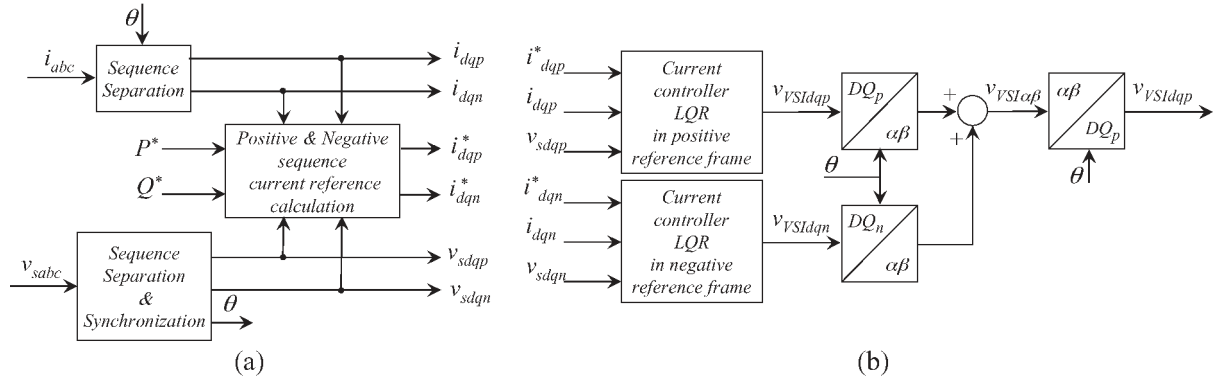 θ
i_abc
Sequence
Separation
i_dqp
i_dqn
P*
Q*
Positive & Negative
sequence
current reference
calculation
i*_dqp
i*_dqn
v_sabc
Sequence
Separation
&
Synchronization
v_sdqp
v_sdqn
θ
(a)
i*_dqp
i_dqp
v_sdqp
Current
controller
LQR
in positive
reference frame
v_VSIdqp
DQ_p
αβ
+
+
v_VSIαβ
αβ
DQ_p
v_VSIdqp
θ
θ
i*_dqn
i_dqn
v_sdqn
Current
controller
LQR
in negative
reference frame
v_VSIdqn
DQ_n
αβ
(b)